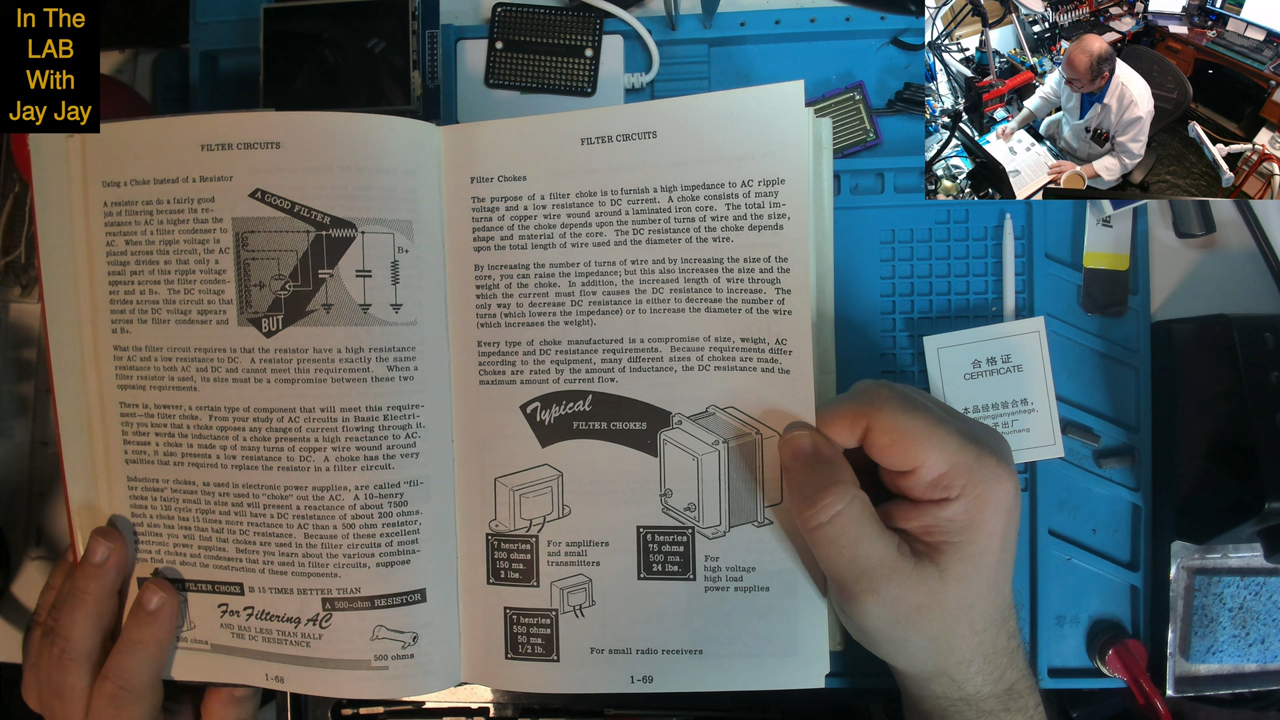 In The
LAB
With
Jay Jay
FILTER CIRCUITS
Using a Choke Instead of a Resistor
A resistor can do a fairly good
job of filtering because its re-
sistance to AC is higher than the
reactance of a filter condenser to
AC. When the ripple voltage is
placed across this circuit, the AC
voltage divides so that only a
small part of this ripple voltage
appears across the filter conden-
ser and at B+. The DC voltage
divides across this circuit so that
most of the DC voltage appears
across the filter condenser and
at B+.
A GOOD FILTER
B+
BUT
What the filter circuit requires is that the resistor have a high resistance
for AC and a low resistance to DC. A resistor presents exactly the same
resistance to both AC and DC and cannot meet this requirement. When a
filter resistor is used, its size must be a compromise between these two
opposing requirements.
There is, however, a certain type of component that will meet this require-
ment—the filter choke. From your study of AC circuits in Basic Electri-
city you know that a choke opposes any change of current flowing through it.
In other words the inductance of a choke presents a high reactance to AC.
Because a choke is made up of many turns of copper wire wound around
a core, it also presents a low resistance to DC. A choke has the very
qualities that are required to replace the resistor in a filter circuit.
Inductors or chokes, as used in electronic power supplies, are called "fil-
ter chokes" because they are used to "choke" out the AC. A 10-henry
choke is fairly small in size and will present a reactance of about 7500
ohms to 120 cycle ripple and will have a DC resistance of about 200 ohms.
Such a choke has 15 times more reactance to AC than a 500 ohm resistor,
and also has less than half its DC resistance. Because of these excellent
qualities you will find that chokes are used in the filter circuits of most
electronic power supplies. Before you learn about the various combina-
tions of chokes and condensers that are used in filter circuits, suppose
you find out about the construction of these components.
FILTER CHOKE IS 15 TIMES BETTER THAN
A 500-ohm RESISTOR
For Filtering AC
AND HAS LESS THAN HALF
THE DC RESISTANCE
ohms
500 ohms
1-68
FILTER CIRCUITS
Filter Chokes
The purpose of a filter choke is to furnish a high impedance to AC ripple
voltage and a low resistance to DC current. A choke consists of many
turns of copper wire wound around a laminated iron core. The total im-
pedance of the choke depends upon the number of turns of wire and the size,
shape and material of the core. The DC resistance of the choke depends
upon the total length of wire used and the diameter of the wire.
By increasing the number of turns of wire and by increasing the size of the
core, you can raise the impedance; but this also increases the size and the
weight of the choke. In addition, the increased length of wire through
which the current must flow causes the DC resistance to increase. The
only way to decrease DC resistance is either to decrease the number of
turns (which lowers the impedance) or to increase the diameter of the wire
(which increases the weight).
Every type of choke manufactured is a compromise of size, weight, AC
impedance and DC resistance requirements. Because requirements differ
according to the equipment, many different sizes of chokes are made.
Chokes are rated by the amount of inductance, the DC resistance and the
maximum amount of current flow.
Typical
FILTER CHOKES
7 henries
200 ohms
150 ma.
2 lbs.
For amplifiers
and small
transmitters
6 henries
75 ohms
500 ma.
24 lbs.
For
high voltage
high load
power supplies
7 henries
550 ohms
50 ma.
1/2 lb.
For small radio receivers
1-69
合格证
CERTIFICATE
本品经检验合格,
jingjianyanhege,
予出厂
chuchang
零件